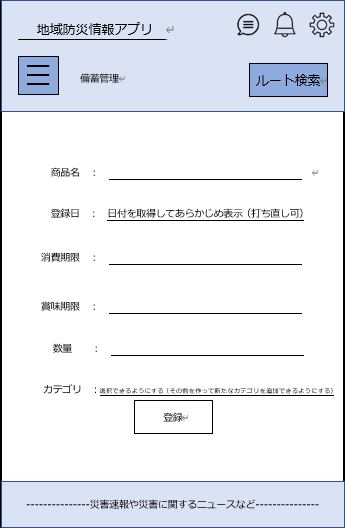 地域防災情報アプリ
備蓄管理
ルート検索
商品名 :
登録日 : 日付を取得してあらかじめ表示（打ち直し可）
消費期限 :
賞味期限 :
数量 :
カテゴリ : 選択できるようにする（その他を作って新たなカテゴリを追加できるようにする）
登録
---------------災害速報や災害に関するニュースなど---------------